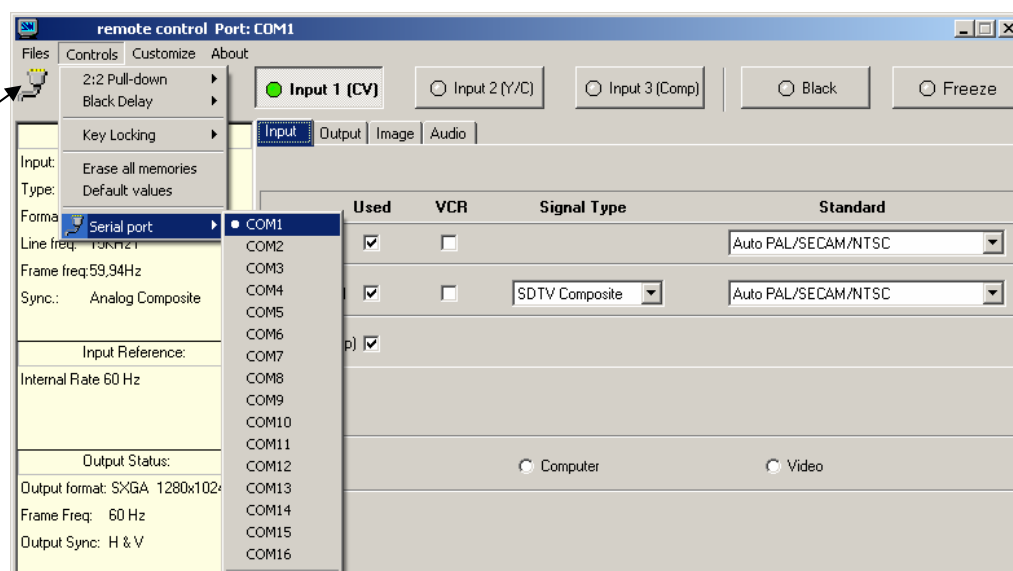 remote control Port: COM1
Files Controls Customize About
2:2 Pull-down
Black Delay
Key Locking
Erase all memories
Default values
Serial port
COM1
COM2
COM3
COM4
COM5
COM6
COM7
COM8
COM9
COM10
COM11
COM12
COM13
COM14
COM15
COM16
Input 1 (CV) Input 2 (Y/C) Input 3 (Comp) Black Freeze
Input Output Image Audio
Input:
Type:
Forma
Line freq:
Frame freq:59,94Hz
Sync.: Analog Composite
Input Reference:
Internal Rate 60 Hz
Output Status:
Output format: SXGA 1280x1024
Frame Freq: 60 Hz
Output Sync: H & V
Used VCR Signal Type Standard
Auto PAL/SECAM/NTSC
SDTV Composite Auto PAL/SECAM/NTSC
p)
Computer Video